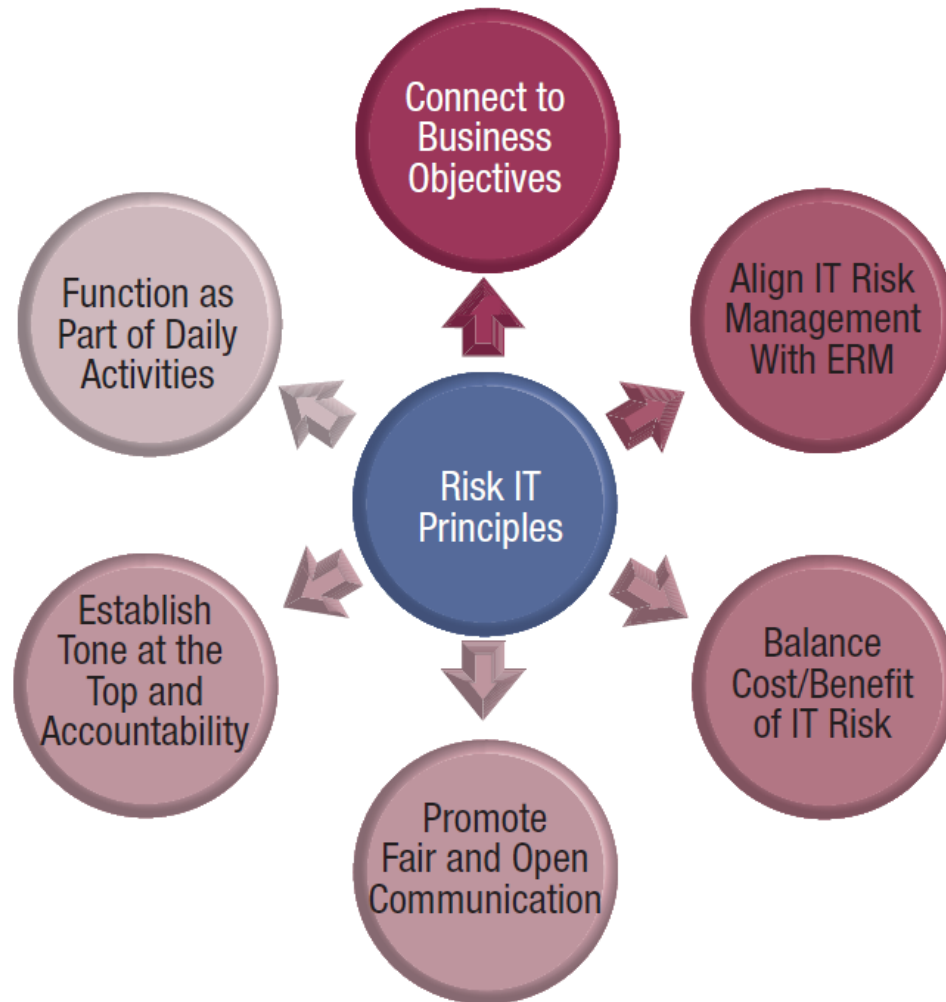 Connect to
Business
Objectives
Align IT Risk
Management
With ERM
Balance
Cost/Benefit
of IT Risk
Promote
Fair and Open
Communication
Establish
Tone at the
Top and
Accountability
Function as
Part of Daily
Activities
Risk IT
Principles